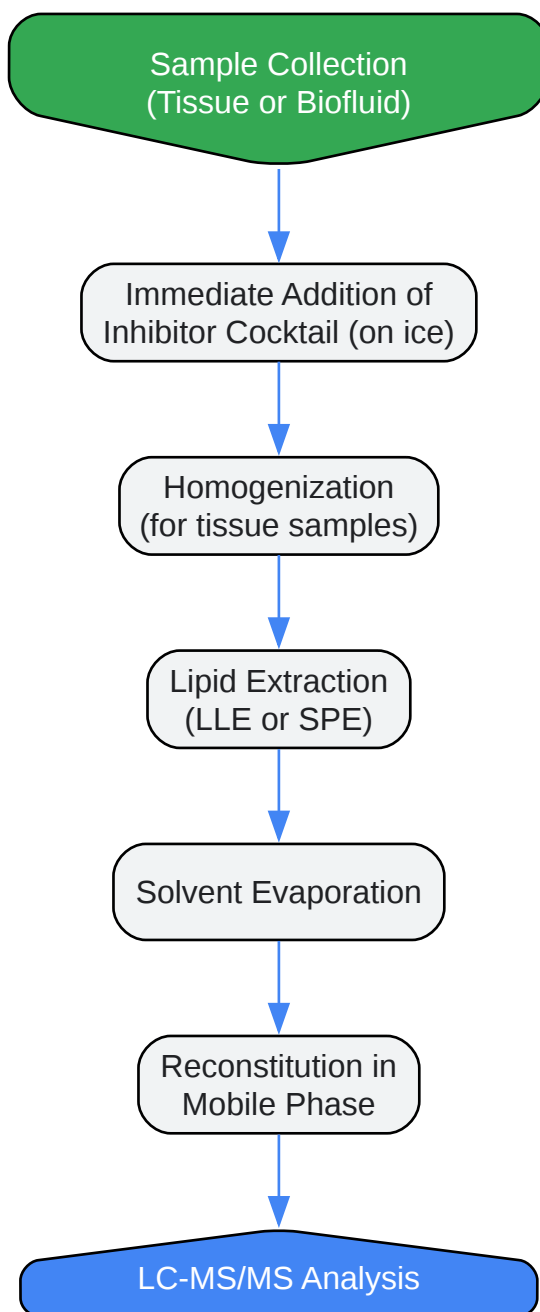 Sample Collection
(Tissue or Biofluid)
Immediate Addition of
Inhibitor Cocktail (on ice)
Homogenization
(for tissue samples)
Lipid Extraction
(LLE or SPE)
Solvent Evaporation
Reconstitution in
Mobile Phase
LC-MS/MS Analysis